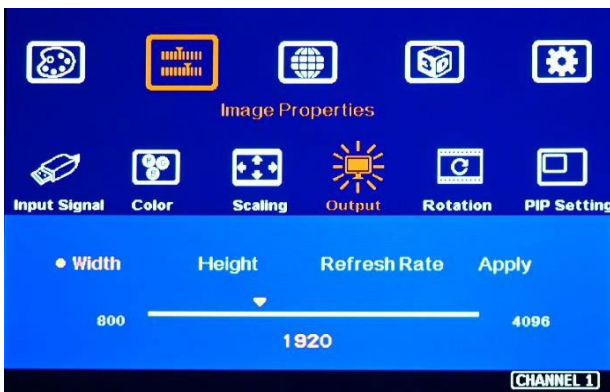 3D
Image Properties
R G B
Input Signal Color Scaling Output Rotation PIP Setting
Width Height Refresh Rate Apply
800 4096
1920
CHANNEL 1